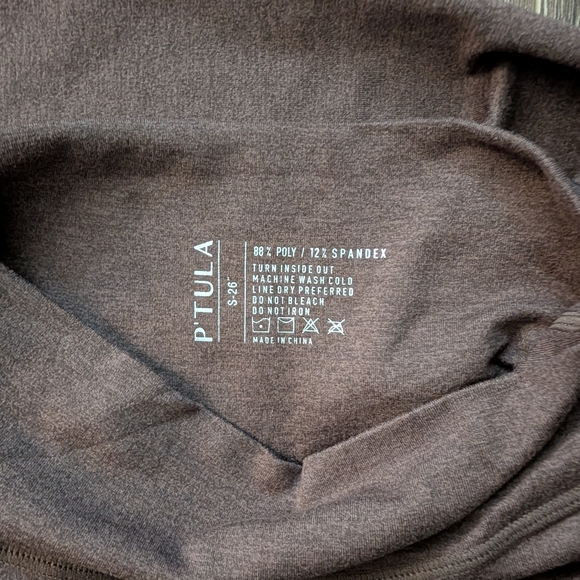 P'TULA
S-26"
88% POLY / 12% SPANDEX
TURN INSIDE OUT
MACHINE WASH COLD
LINE DRY PREFERRED
DO NOT BLEACH
DO NOT IRON
MADE IN CHINA